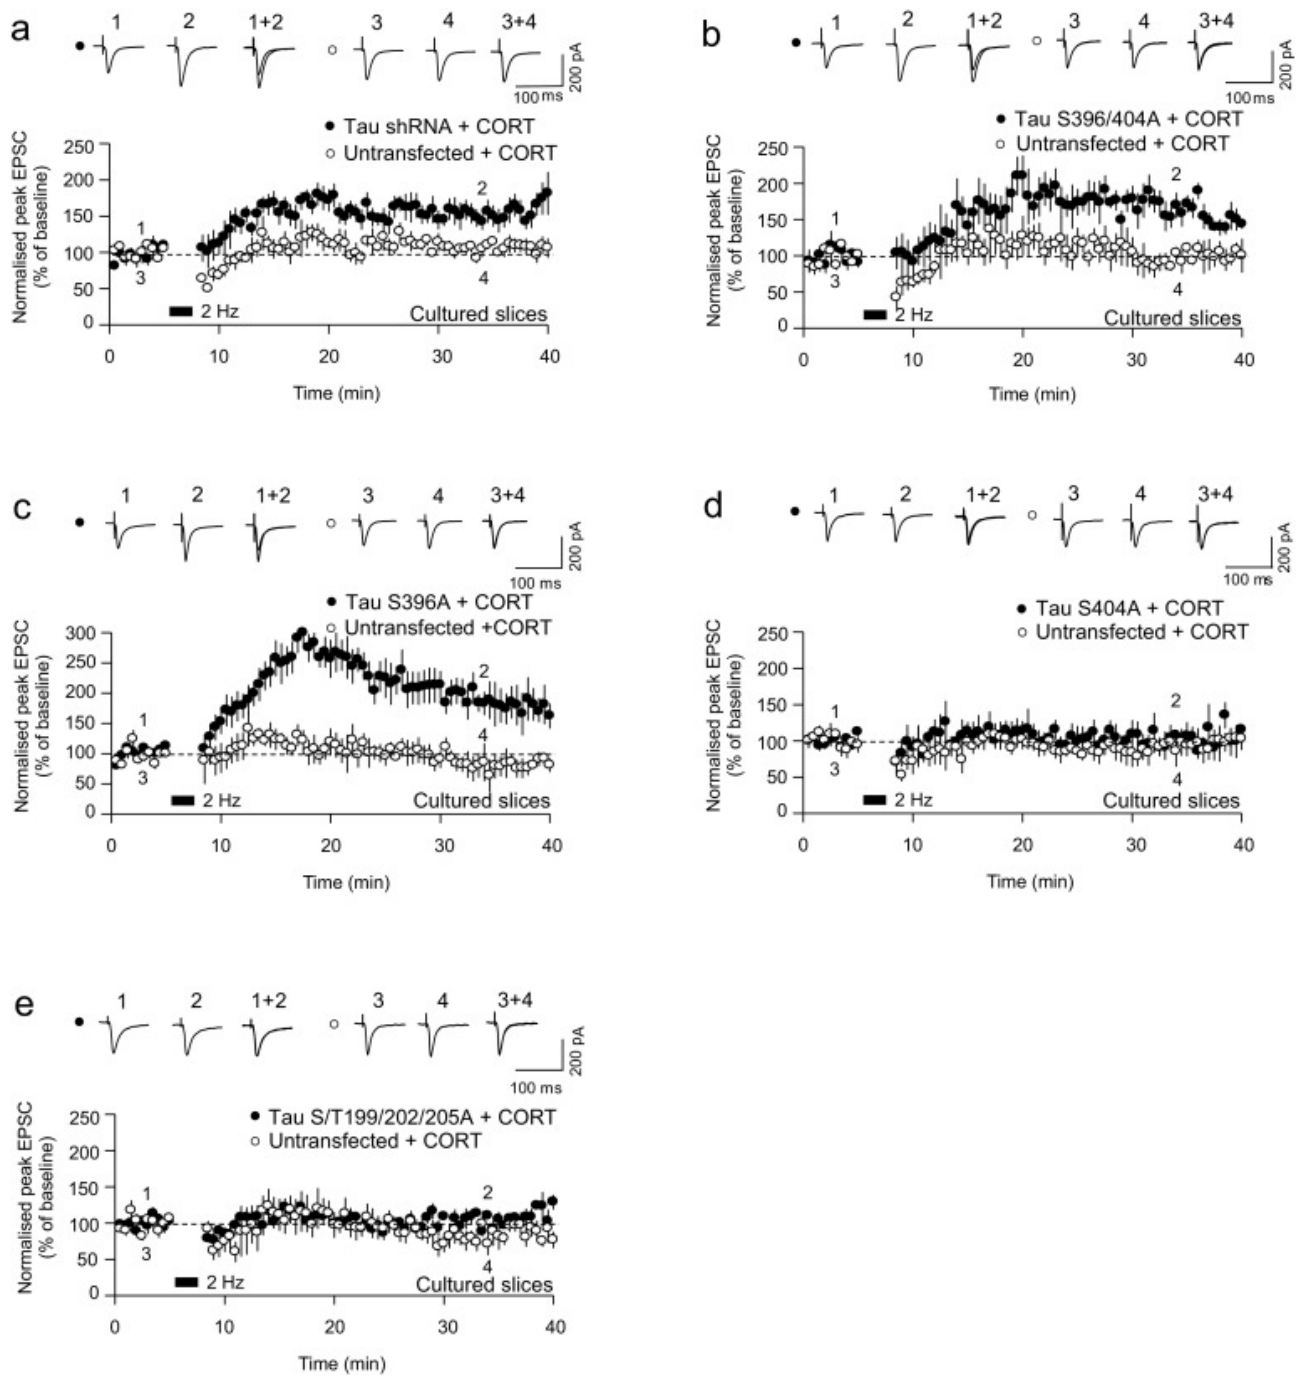 a
1 2 1+2 3 4 3+4
200 pA
100 ms
Tau shRNA + CORT
Untransfected + CORT
Normalised peak EPSC
(% of baseline)
250
200
150
100
50
0
1
3
2
4
2 Hz
Cultured slices
0 10 20 30 40
Time (min)
b
1 2 1+2 3 4 3+4
200 pA
100 ms
Tau S396/404A + CORT
Untransfected + CORT
Normalised peak EPSC
(% of baseline)
250
200
150
100
50
0
1
3
2
4
2 Hz
Cultured slices
0 10 20 30 40
Time (min)
c
1 2 1+2 3 4 3+4
200 pA
100 ms
Tau S396A + CORT
Untransfected +CORT
Normalised peak EPSC
(% of baseline)
300
250
200
150
100
50
0
1
3
2
4
2 Hz
Cultured slices
0 10 20 30 40
Time (min)
d
1 2 1+2 3 4 3+4
200 pA
100 ms
Tau S404A + CORT
Untransfected + CORT
Normalised peak EPSC
(% of baseline)
250
200
150
100
50
0
1
3
2
4
2 Hz
Cultured slices
0 10 20 30 40
Time (min)
e
1 2 1+2 3 4 3+4
200 pA
100 ms
Tau S/T199/202/205A + CORT
Untransfected + CORT
Normalised peak EPSC
(% of baseline)
250
200
150
100
50
0
1
3
2
4
2 Hz
Cultured slices
0 10 20 30 40
Time (min)